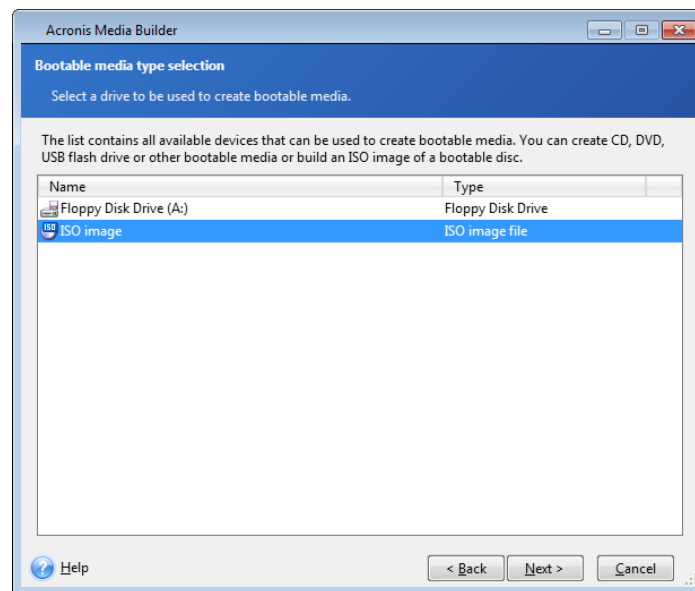 Acronis Media Builder
Bootable media type selection
Select a drive to be used to create bootable media.
The list contains all available devices that can be used to create bootable media. You can create CD, DVD,
USB flash drive or other bootable media or build an ISO image of a bootable disc.
Name Type
Floppy Disk Drive (A:) Floppy Disk Drive
ISO ISO image ISO image file
Help < Back Next > Cancel